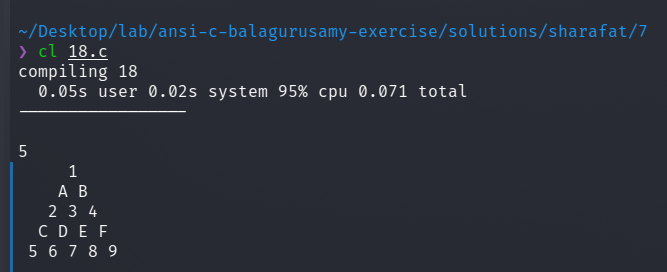 ~/Desktop/lab/ansi-c-balagurusamy-exercise/solutions/sharafat/7
❯ cl 18.c
compiling 18
  0.05s user 0.02s system 95% cpu 0.071 total
─────────────────

5
     1
    A B
   2 3 4
  C D E F
 5 6 7 8 9